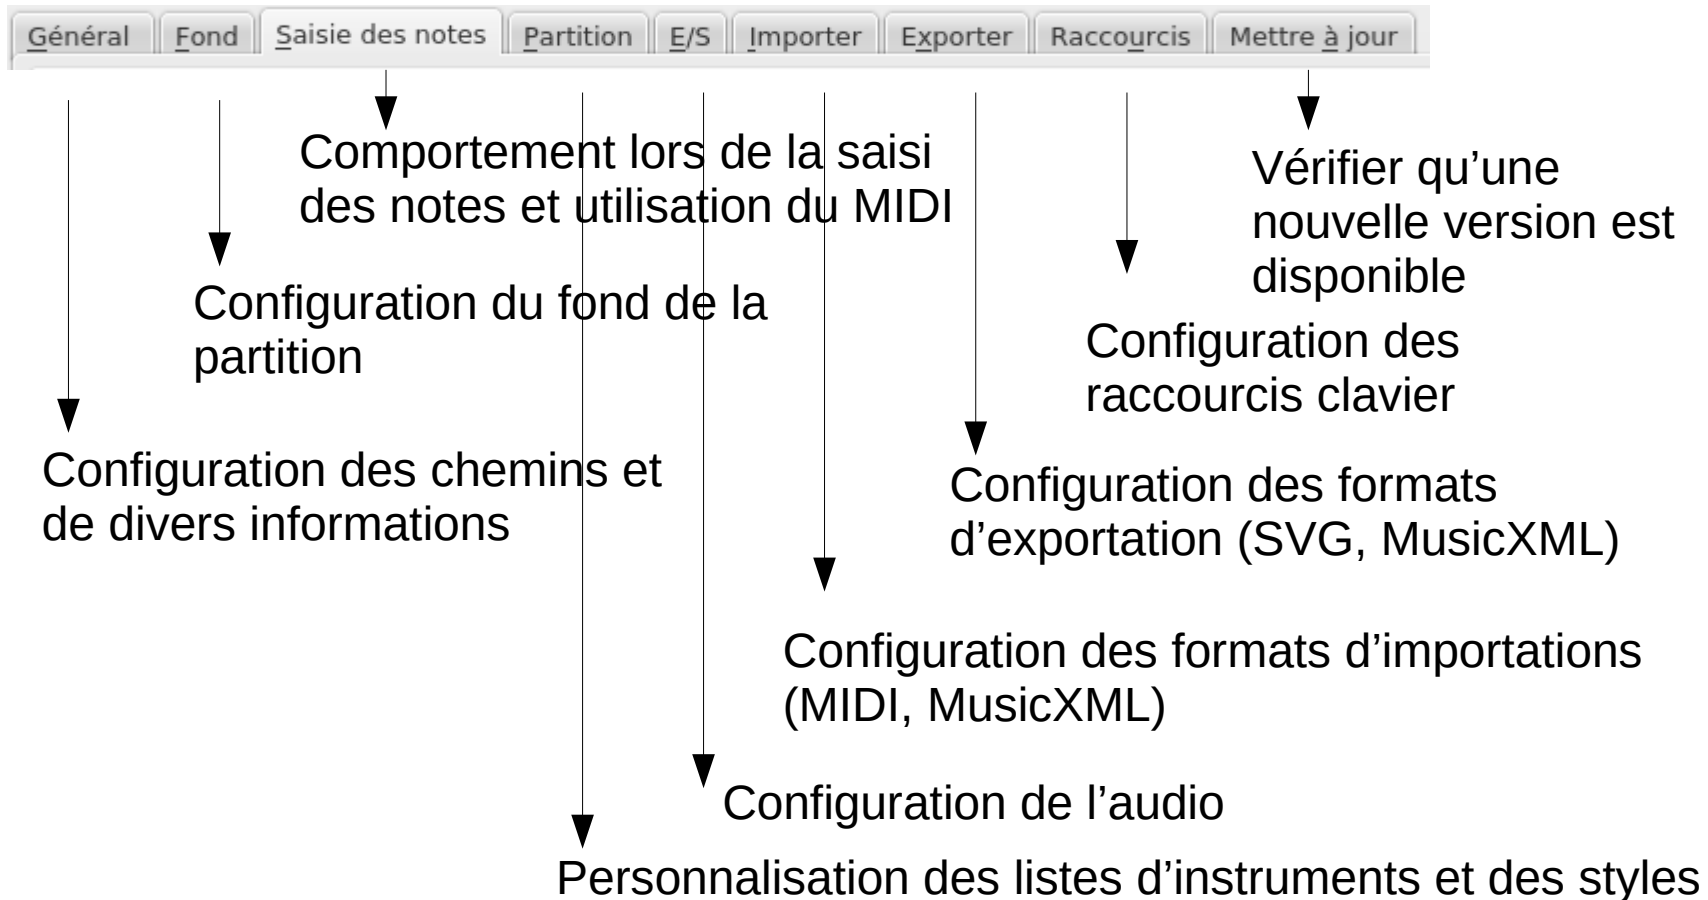 Général Fond Saisie des notes Partition E/S Importer Exporter Raccourcis Mettre à jour
Comportement lors de la saisi
des notes et utilisation du MIDI
Vérifier qu’une
nouvelle version est
disponible
Configuration du fond de la
partition
Configuration des
raccourcis clavier
Configuration des chemins et
de divers informations
Configuration des formats
d’exportation (SVG, MusicXML)
Configuration des formats d’importations
(MIDI, MusicXML)
Configuration de l’audio
Personnalisation des listes d’instruments et des styles